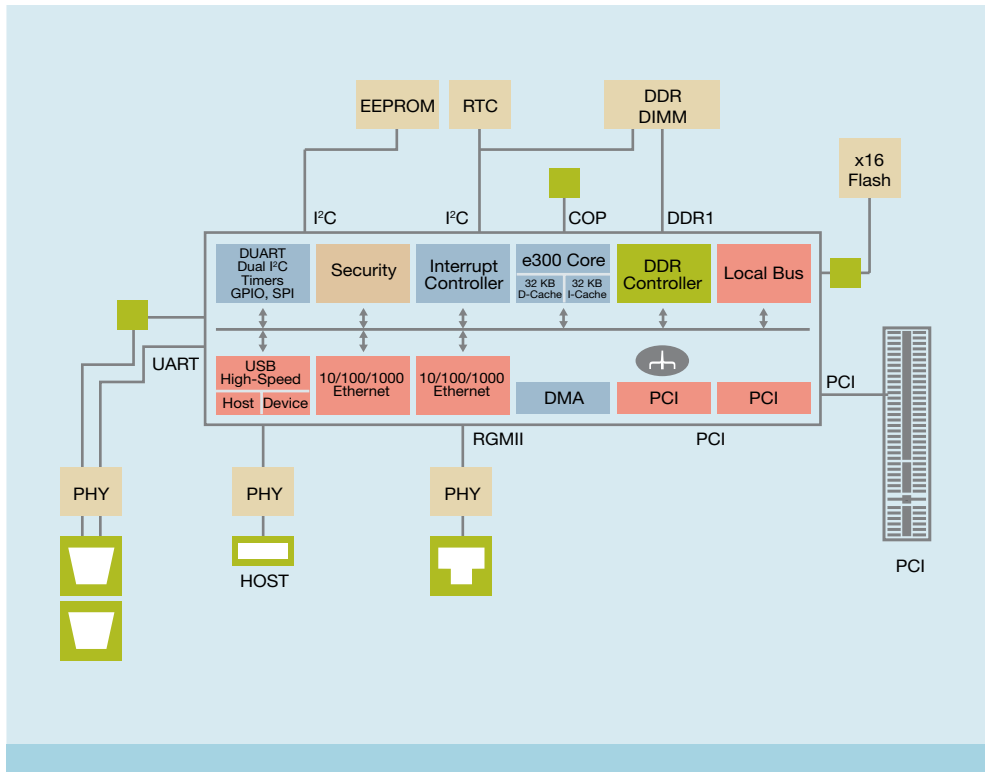 EEPROM
RTC
DDR
DIMM
x16
Flash
I²C
I²C
COP
DDR1
DUART
Dual I²C
Timers
GPIO, SPI
Security
Interrupt
Controller
e300 Core
32 KB
D-Cache
32 KB
I-Cache
DDR
Controller
Local Bus
UART
USB
High-Speed
Host
Device
10/100/1000
Ethernet
10/100/1000
Ethernet
DMA
PCI
PCI
PCI
RGMII
PCI
PHY
PHY
PHY
HOST
PCI